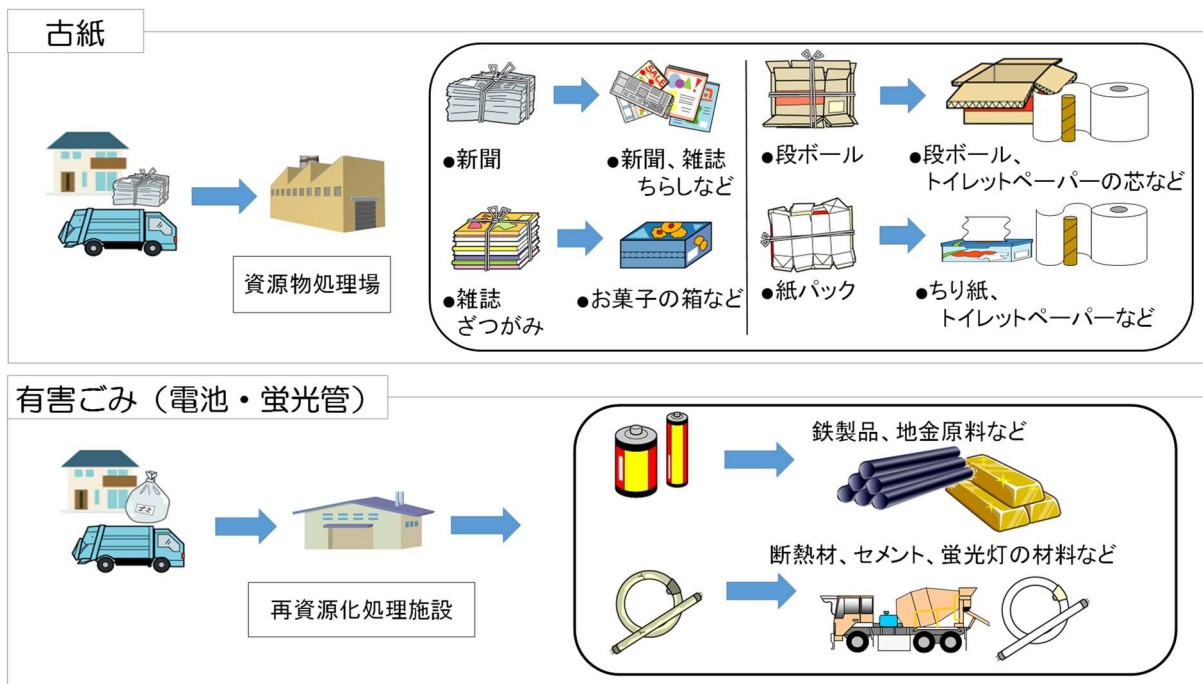 古紙
資源物処理場
●新聞
●新聞、雑誌
ちらしなど
●雑誌
ざつがみ
●お菓子の箱など
●段ボール
●段ボール、
トイレットペーパーの芯など
●紙パック
●ちり紙、
トイレットペーパーなど
SALE
有害ごみ（電池・蛍光管）
ゴミ
再資源化処理施設
鉄製品、地金原料など
断熱材、セメント、蛍光灯の材料など